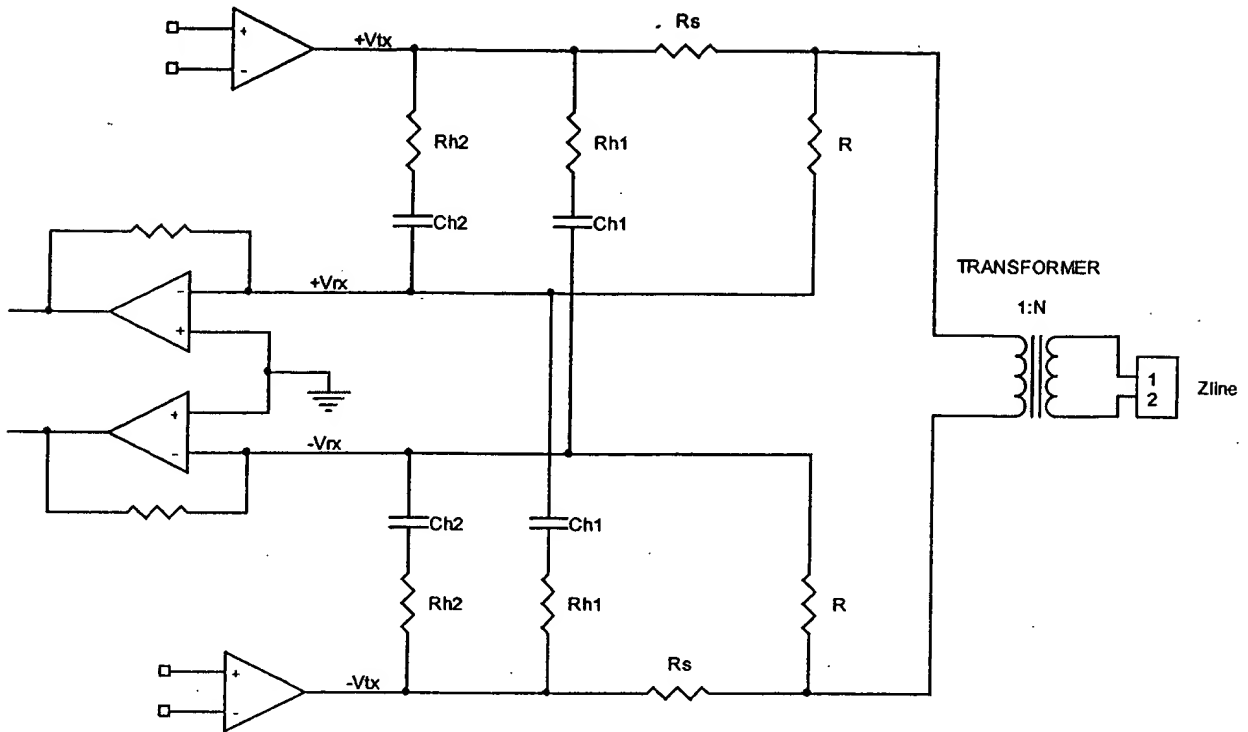 Rs
+
-
+Vtx
Rh2
Rh1
R
Ch2
Ch1
TRANSFORMER
1:N
-
+Vrx
+
1
2
Zline
+
-
-Vrx
Ch2
Ch1
Rh2
Rh1
R
Rs
+
-
-Vtx